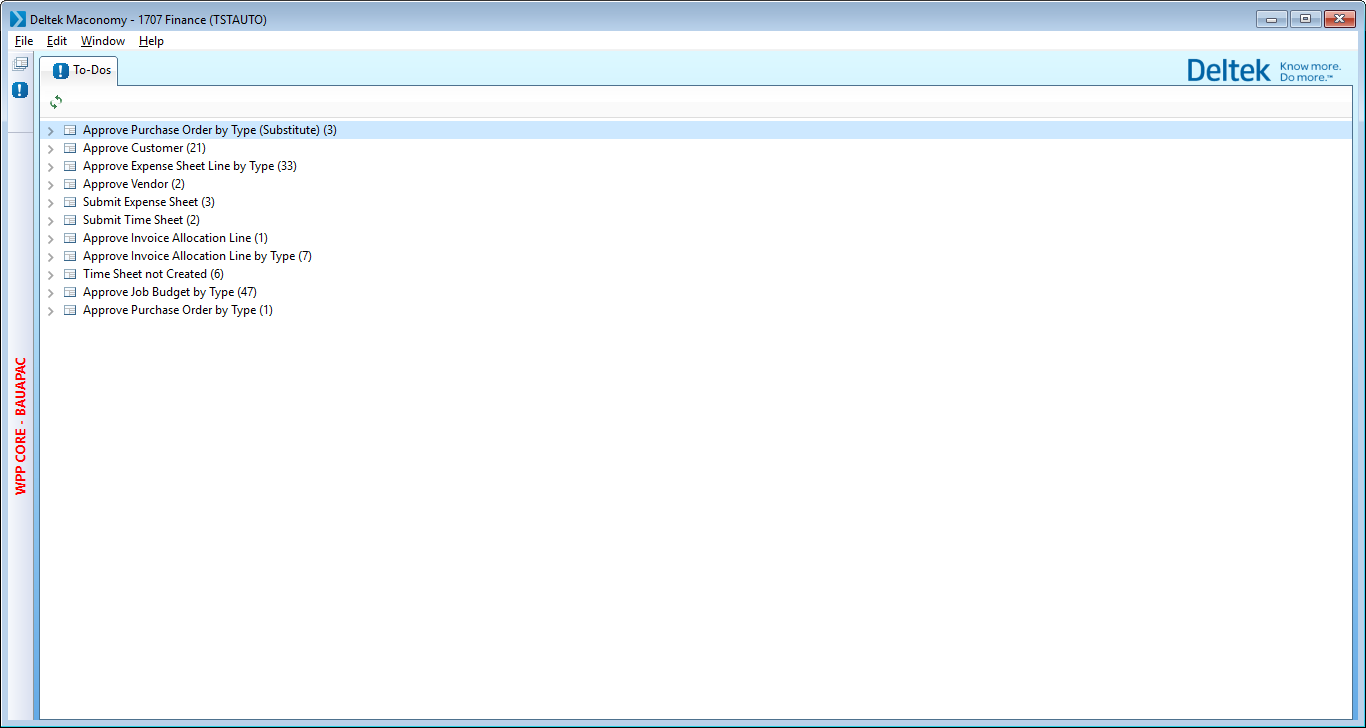 Deltek Maconomy - 1707 Finance (TSTAUTO)
File Edit Window Help
To-Dos
Deltek Know more.
Do more.™
Approve Purchase Order by Type (Substitute) (3)
Approve Customer (21)
Approve Expense Sheet Line by Type (33)
Approve Vendor (2)
Submit Expense Sheet (3)
Submit Time Sheet (2)
Approve Invoice Allocation Line (1)
Approve Invoice Allocation Line by Type (7)
Time Sheet not Created (6)
Approve Job Budget by Type (47)
Approve Purchase Order by Type (1)
WPP CORE - BAUAPAC